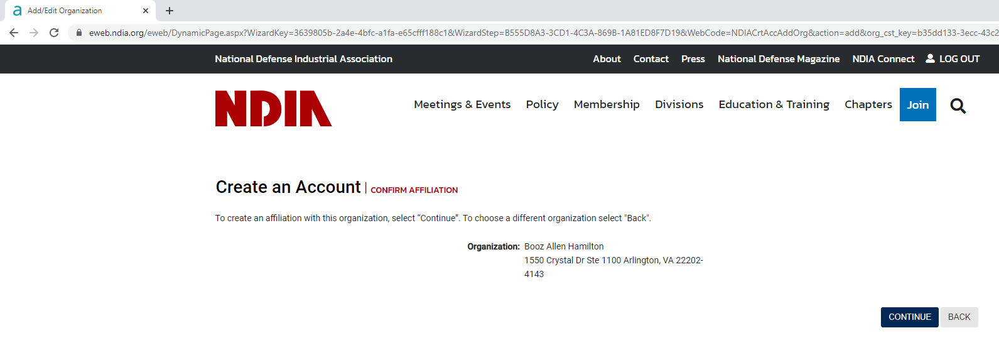 Add/Edit Organization
eweb.ndia.org/eweb/DynamicPage.aspx?WizardKey=3639805b-2a4e-4bfc-a1fa-e65cfff188c1&WizardStep=B555D8A3-3CD1-4C3A-869B-1A81ED8F7D19&WebCode=NDIACrtAccAddOrg&action=add&org_cst_key=b35dd133-3ecc-43c2
National Defense Industrial Association About Contact Press National Defense Magazine NDIA Connect LOG OUT
NDIA Meetings & Events Policy Membership Divisions Education & Training Chapters Join
Create an Account | CONFIRM AFFILIATION
To create an affiliation with this organization, select “Continue”. To choose a different organization select "Back".
Organization: Booz Allen Hamilton
1550 Crystal Dr Ste 1100 Arlington, VA 22202-
4143
CONTINUE BACK